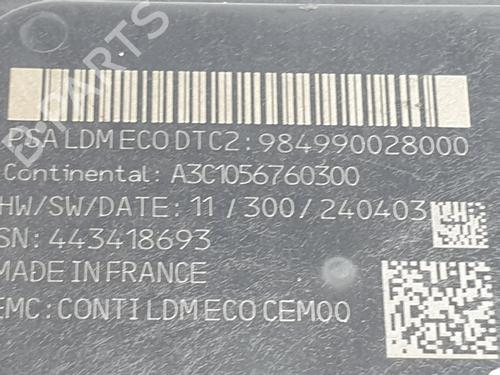 PSA LDM ECO DTC2: 984990028000
Continental: A3C1056760300
HW/SW/DATE: 11 /300/240403
SN: 443418693
MADE IN FRANCE
EMC: CONTI LDM ECO CEM00
B-PARTS